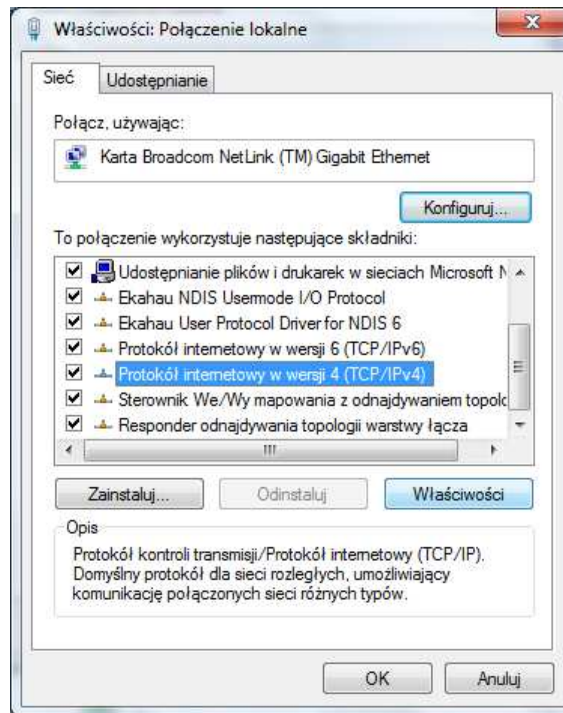 Właściwości: Połączenie lokalne
Sieć
Udostępnianie
Połącz, używając:
Karta Broadcom NetLink (TM) Gigabit Ethernet
Konfiguruj...
To połączenie wykorzystuje następujące składniki:
Udostępnianie plików i drukarek w sieciach Microsoft N
Ekahau NDIS Usermode I/O Protocol
Ekahau User Protocol Driver for NDIS 6
Protokół internetowy w wersji 6 (TCP/IPv6)
Protokół internetowy w wersji 4 (TCP/IPv4)
Sterownik We/Wy mapowania z odnajdywaniem topolo
Responder odnajdywania topologii warstwy łącza
Zainstaluj...
Odinstaluj
Właściwości
Opis
Protokół kontroli transmisji/Protokół internetowy (TCP/IP).
Domyślny protokół dla sieci rozległych, umożliwiający
komunikację połączonych sieci różnych typów.
OK
Anuluj